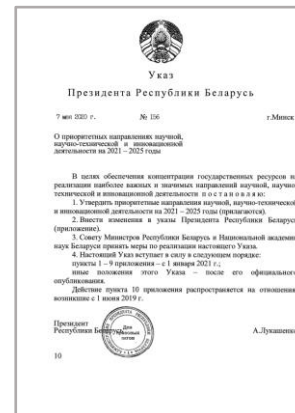 Указ
Президента Республики Беларусь
7 мая 2020 г. № 156 г.Минск
О приоритетных направлениях научной,
научно-технической и инновационной
деятельности на 2021 – 2025 годы
В целях обеспечения концентрации государственных ресурсов н
реализации наиболее важных и значимых направлений научной, научно
технической и инновационной деятельности п о с т а н о в л я ю:
1. Утвердить приоритетные направления научной, научно-техническо
и инновационной деятельности на 2021 – 2025 годы (прилагаются).
2. Внести изменения в указы Президента Республики Беларус
(приложение).
3. Совету Министров Республики Беларусь и Национальной академи
наук Беларуси принять меры по реализации настоящего Указа.
4. Настоящий Указ вступает в силу в следующем порядке:
пункты 1 – 9 приложения – с 1 января 2021 г.;
иные положения этого Указа – после его официального
опубликования.
Действие пункта 10 приложения распространяется на отношения
возникшие с 1 июня 2019 г.
Президент
Республики Беларусь А.Лукашенко
Для
пакетов
10